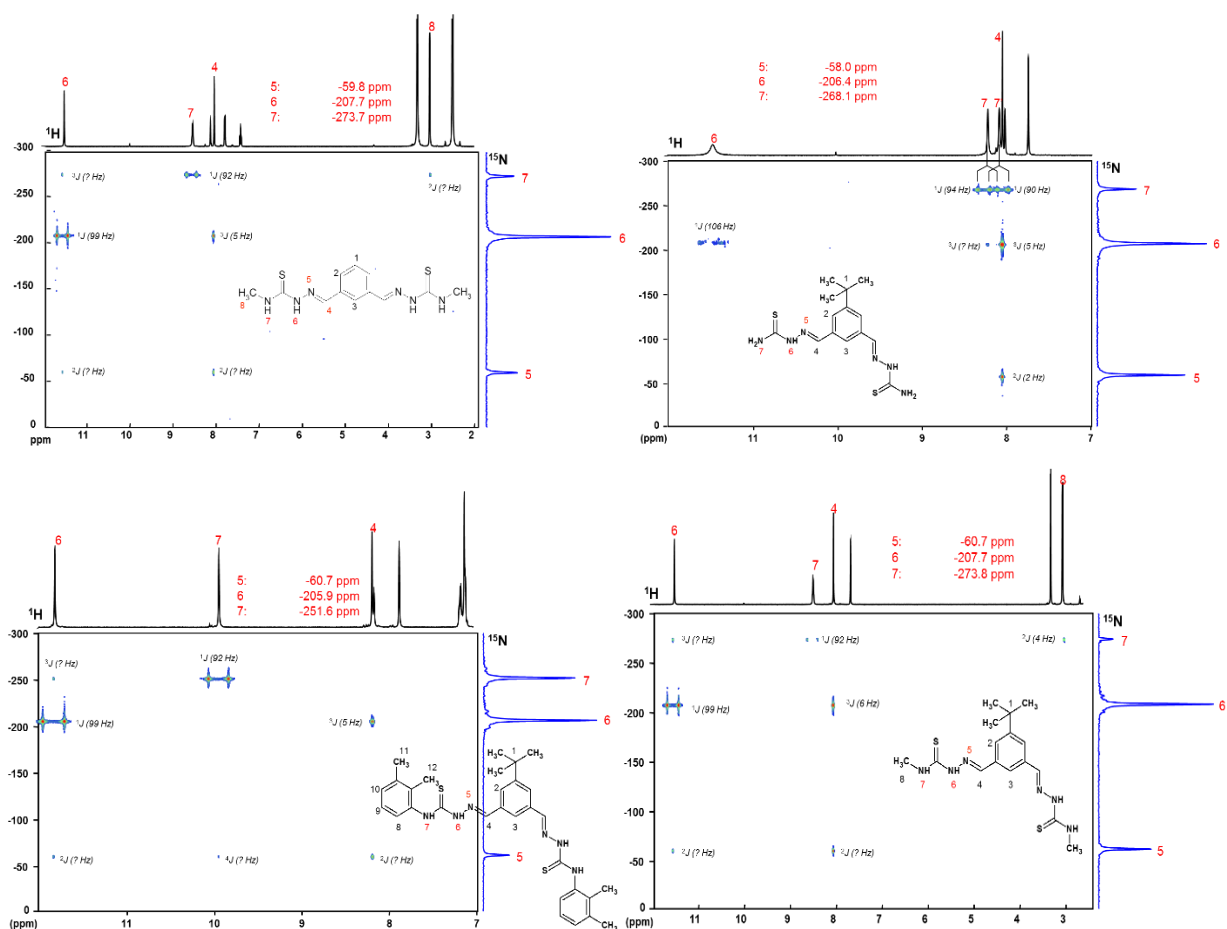 8
4
6
7
5: -59.8 ppm
6 -207.7 ppm
7: -273.7 ppm
¹H
-300
¹⁵N
³J (? Hz)
¹J (92 Hz)
²J (? Hz)
7
-250
¹J (99 Hz)
³J (5 Hz)
6
-200
S
N
5
1
2
N
NH
S
H₃C
8
NH
7
NH
6
4
3
N
H
CH₃
-150
-100
²J (? Hz)
²J (? Hz)
5
-50
0
ppm
11
10
9
8
7
6
5
4
3
2
4
5: -58.0 ppm
6 -206.4 ppm
7: -268.1 ppm
7
7
6
¹H
-300
¹⁵N
¹J (94 Hz)
¹J (90 Hz)
7
-250
¹J (106 Hz)
³J (? Hz)
³J (5 Hz)
6
-200
1
CH₃
H₃C
H₃C
-150
2
S
5
N
H₂N
7
NH
6
4
3
N
NH
S
NH₂
-100
²J (2 Hz)
5
-50
0
(ppm)
11
10
9
8
7
6
7
4
5: -60.7 ppm
6 -205.9 ppm
7: -251.6 ppm
¹H
-300
¹⁵N
³J (? Hz)
¹J (92 Hz)
7
-250
¹J (99 Hz)
³J (5 Hz)
6
-200
11
CH₃
12
CH₃
10
9
8
S
NH
7
NH
6
5
N
4
3
2
1
CH₃
H₃C
H₃C
N
NH
S
NH
CH₃
CH₃
-150
-100
²J (? Hz)
⁴J (? Hz)
²J (? Hz)
5
-50
0
(ppm)
11
10
9
8
7
8
4
6
7
5: -60.7 ppm
6 -207.7 ppm
7: -273.8 ppm
¹H
-300
¹⁵N
³J (? Hz)
¹J (92 Hz)
²J (4 Hz)
7
-250
¹J (99 Hz)
³J (6 Hz)
6
-200
1
CH₃
H₃C
H₃C
2
S
5
N
H₃C
8
NH
7
NH
6
4
3
N
NH
S
NH
CH₃
-150
-100
²J (? Hz)
²J (? Hz)
5
-50
0
(ppm)
11
10
9
8
7
6
5
4
3